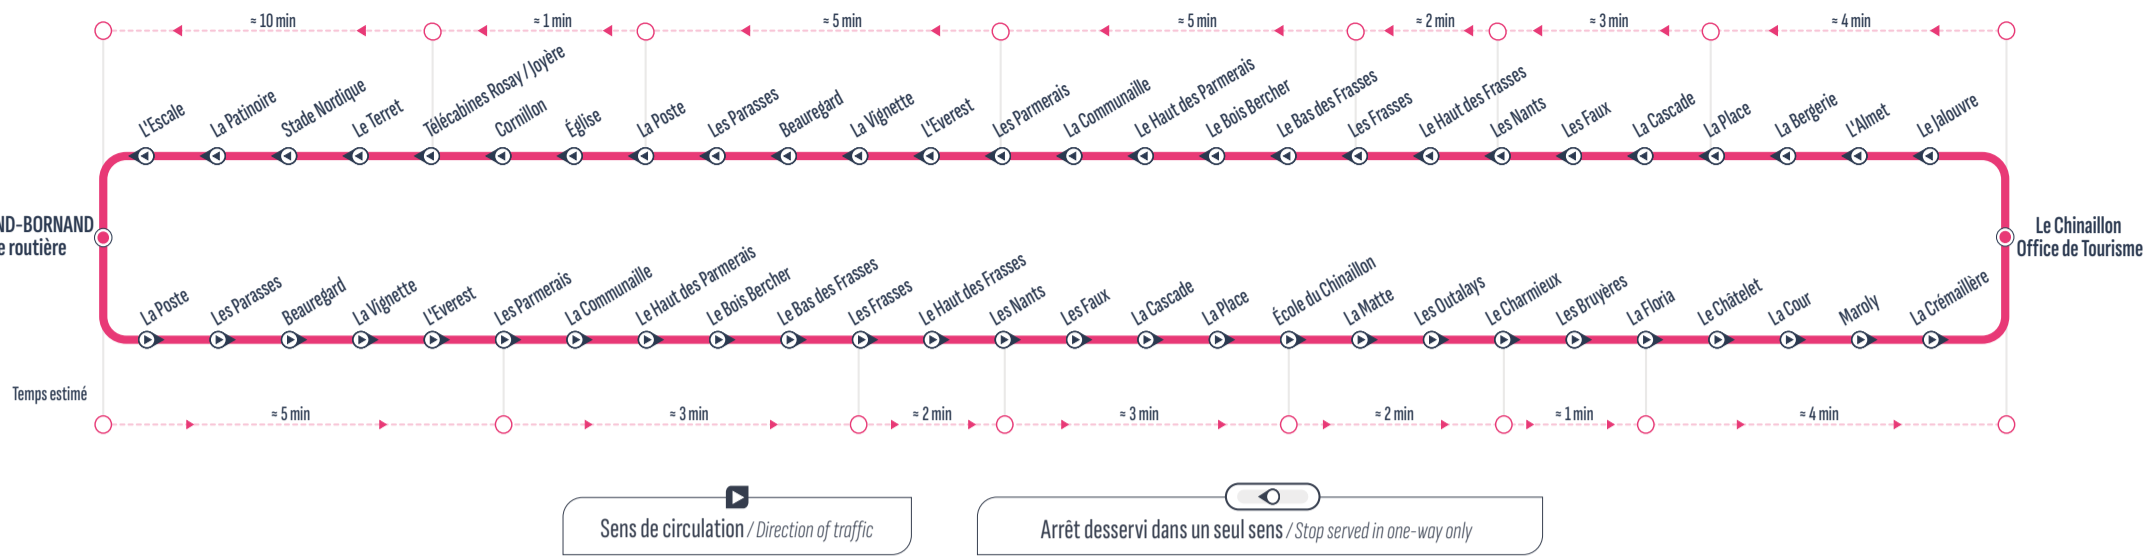 ≈ 10 min
≈ 1 min
≈ 5 min
≈ 5 min
≈ 2 min
≈ 3 min
≈ 4 min
L'Escale
La Patinoire
Stade Nordique
Le Terret
Télécabines Rosay / Joyère
Cornillon
Église
La Poste
Les Parasses
Beauregard
La Vignette
L'Everest
Les Parmerais
La Communaille
Le Haut des Parmerais
Le Bois Bercher
Le Bas des Frasses
Les Frasses
Le Haut des Frasses
Les Nants
Les Faux
La Cascade
La Place
La Bergerie
L'Almet
Le Jalouvre
ND-BORNAND
e routière
Le Chinaillon
Office de Tourisme
La Poste
Les Parasses
Beauregard
La Vignette
L'Everest
Les Parmerais
La Communaille
Le Haut des Parmerais
Le Bois Bercher
Le Bas des Frasses
Les Frasses
Le Haut des Frasses
Les Nants
Les Faux
La Cascade
La Place
École du Chinaillon
La Matte
Les Outalays
Le Charmieux
Les Bruyères
La Floria
Le Châtelet
La Cour
Maroly
La Crémaillère
Temps estimé
≈ 5 min
≈ 3 min
≈ 2 min
≈ 3 min
≈ 2 min
≈ 1 min
≈ 4 min
Sens de circulation / Direction of traffic
Arrêt desservi dans un seul sens / Stop served in one-way only